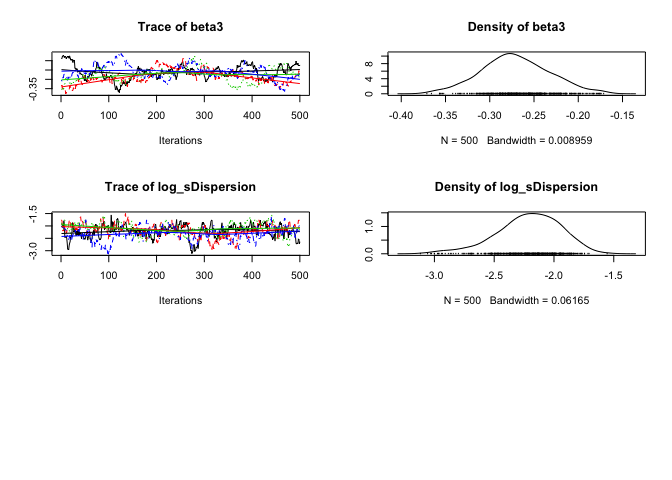 Trace of beta3
-0.35
0 100 200 300 400 500
Iterations
Density of beta3
0 4 8
-0.40 -0.35 -0.30 -0.25 -0.20 -0.15
N = 500 Bandwidth = 0.008959
Trace of log_sDispersion
-3.0 -1.5
0 100 200 300 400 500
Iterations
Density of log_sDispersion
0.0 1.0
-3.0 -2.5 -2.0 -1.5
N = 500 Bandwidth = 0.06165